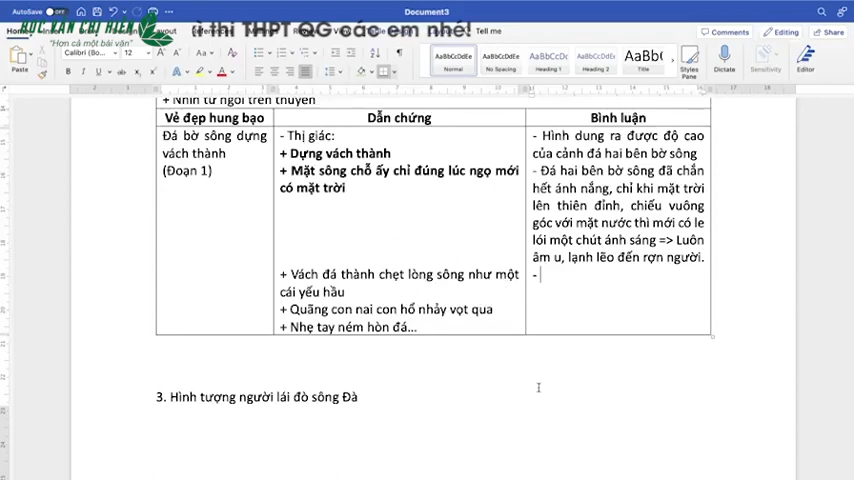 AutoSave OFF
Document3
HỌC VĂN CHỊ HIÊN
"Hơn cả một bài văn"
ì thi THPT QG các em nhé!
Tell me
Comments
Editing
Share
Paste
Calibri (Bo...
12
AaBbCcDdEe
Normal
AaBbCcDdEe
No Spacing
AaBbCcDd
Heading 1
AaBbCcDdEe
Heading 2
AaBb(
Title
Styles
Pane
Dictate
Sensitivity
Editor
+ Nhìn từ ngồi trên thuyền
Vẻ đẹp hung bạo
Dẫn chứng
Bình luận
Đá bờ sông dựng
vách thành
(Đoạn 1)
- Thị giác:
+ Dựng vách thành
+ Mặt sông chỗ ấy chỉ đúng lúc ngọ mới
có mặt trời
+ Vách đá thành chẹt lòng sông như một
cái yếu hầu
+ Quãng con nai con hổ nhảy vọt qua
+ Nhẹ tay ném hòn đá...
- Hình dung ra được độ cao
của cảnh đá hai bên bờ sông
- Đá hai bên bờ sông đã chắn
hết ánh nắng, chỉ khi mặt trời
lên thiên đỉnh, chiếu vuông
góc với mặt nước thì mới có le
lói một chút ánh sáng => Luôn
âm u, lạnh lẽo đến rợn người.
-
3. Hình tượng người lái đò sông Đà